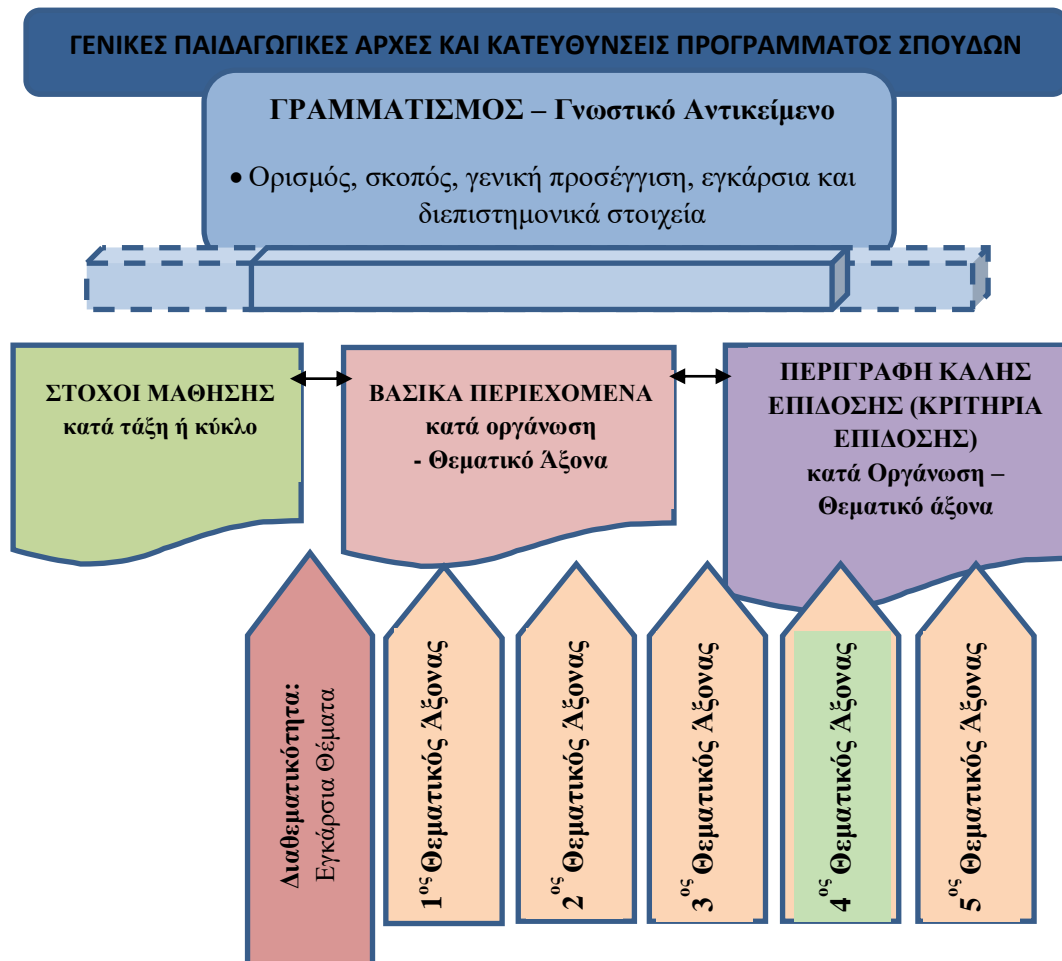 ΓΕΝΙΚΕΣ ΠΑΙΔΑΓΩΓΙΚΕΣ ΑΡΧΕΣ ΚΑΙ ΚΑΤΕΥΘΥΝΣΕΙΣ ΠΡΟΓΡΑΜΜΑΤΟΣ ΣΠΟΥΔΩΝ
ΓΡΑΜΜΑΤΙΣΜΟΣ – Γνωστικό Αντικείμενο
• Ορισμός, σκοπός, γενική προσέγγιση, εγκάρσια και
διεπιστημονικά στοιχεία
ΣΤΟΧΟΙ ΜΑΘΗΣΗΣ
κατά τάξη ή κύκλο
ΒΑΣΙΚΑ ΠΕΡΙΕΧΟΜΕΝΑ
κατά οργάνωση
- Θεματικό Άξονα
ΠΕΡΙΓΡΑΦΗ ΚΑΛΗΣ
ΕΠΙΔΟΣΗΣ (ΚΡΙΤΗΡΙΑ
ΕΠΙΔΟΣΗΣ)
κατά Οργάνωση –
Θεματικό άξονα
Διαθεματικότητα:
Εγκάρσια Θέματα
1ος Θεματικός Άξονας
2ος Θεματικός Άξονας
3ος Θεματικός Άξονας
4ος Θεματικός Άξονας
5ος Θεματικός Άξονας